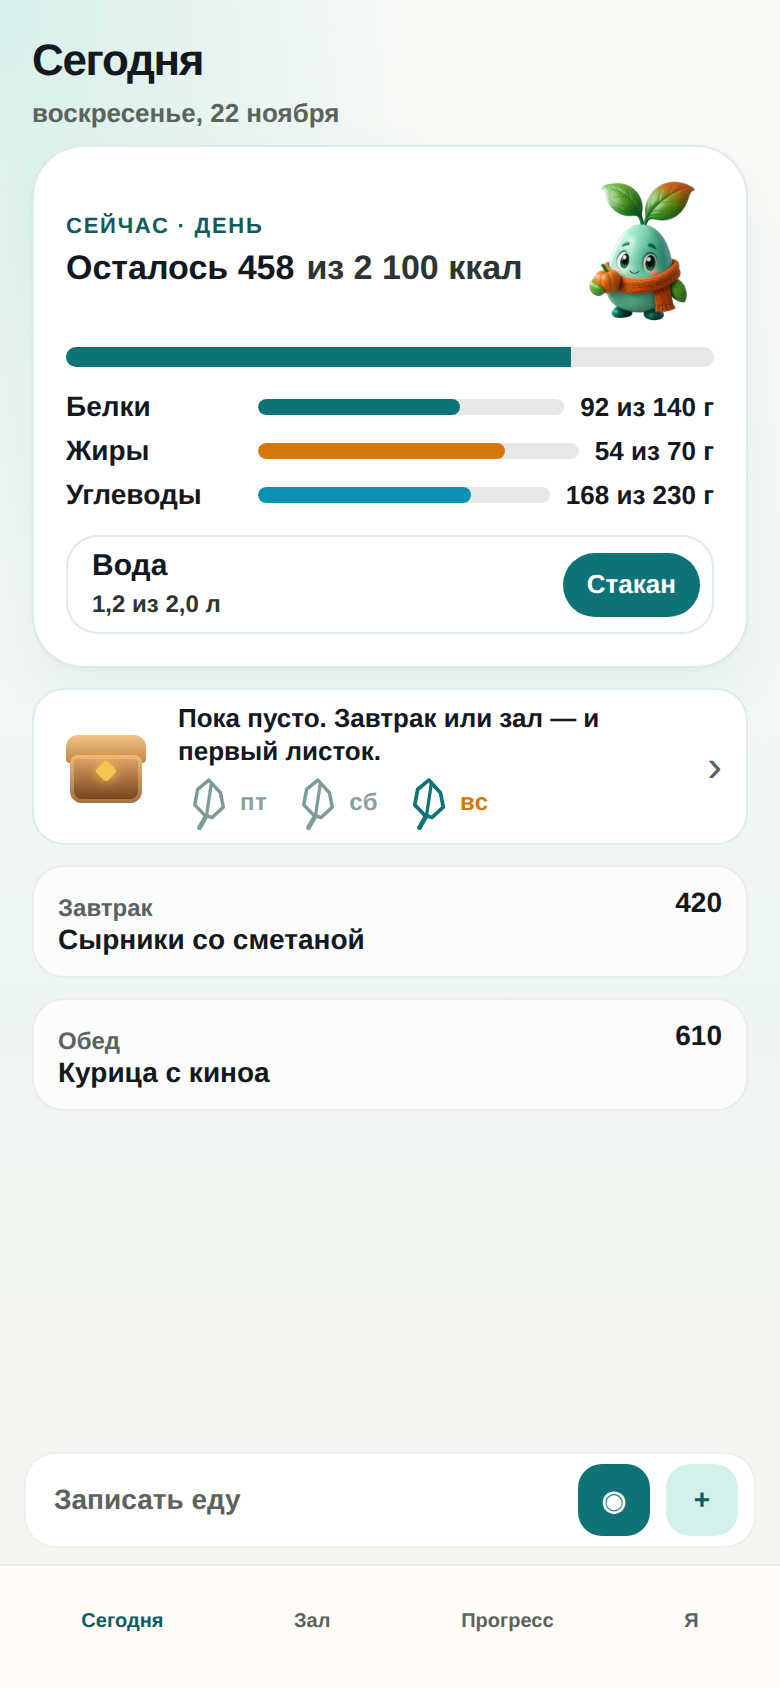 Сегодня
воскресенье, 22 ноября
СЕЙЧАС · ДЕНЬ
Осталось 458 из 2 100 ккал
Белки 92 из 140 г
Жиры 54 из 70 г
Углеводы 168 из 230 г
Вода
1,2 из 2,0 л
Стакан
Пока пусто. Завтрак или зал — и
первый листок.
пт сб вс
Завтрак 420
Сырники со сметаной
Обед 610
Курица с киноа
Записать еду
+
Сегодня Зал Прогресс Я